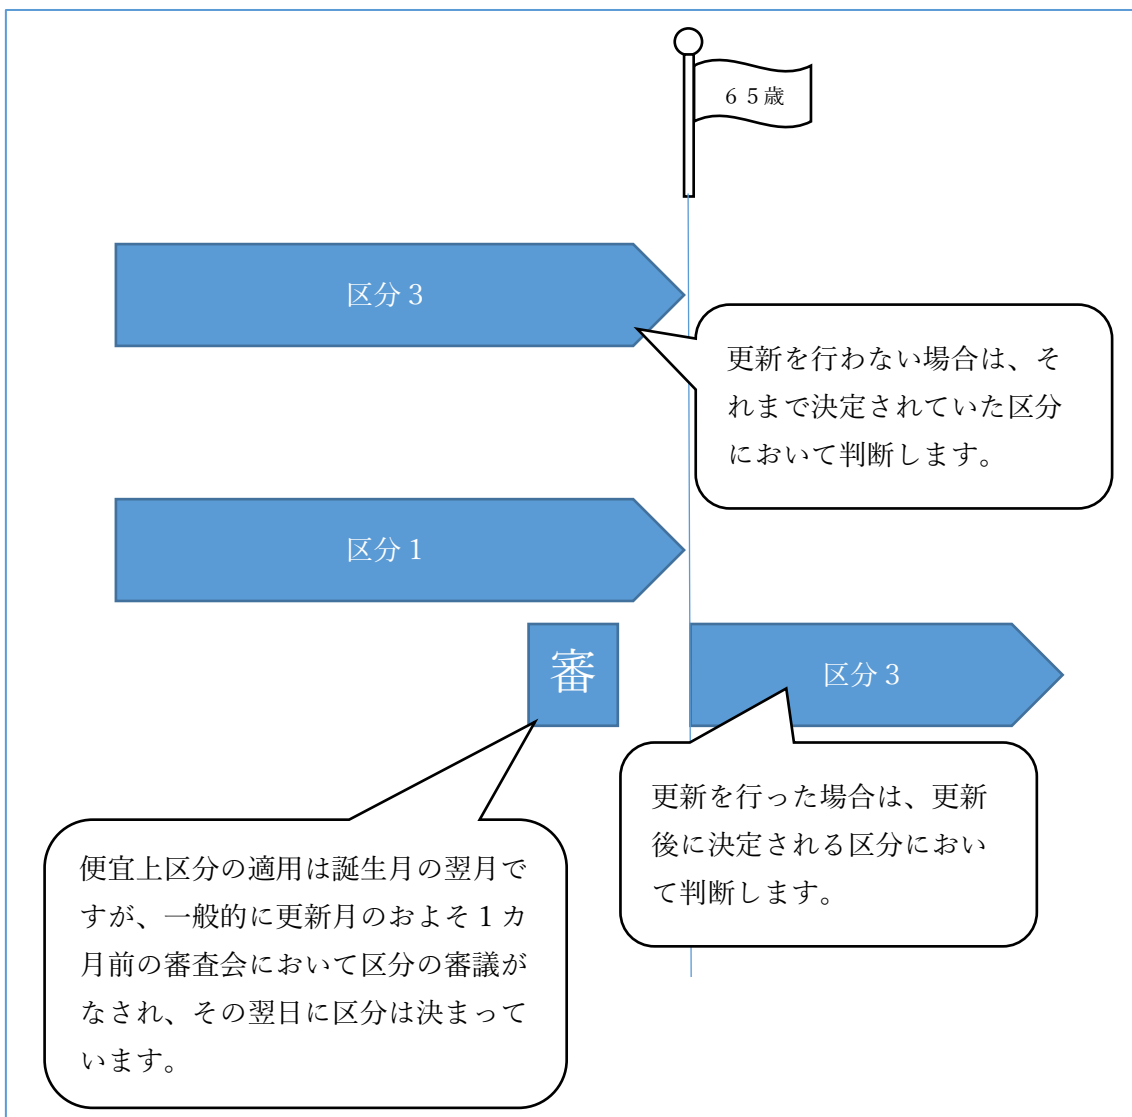 ６５歳
区分３
更新を行わない場合は、そ
れまで決定されていた区分
において判断します。
区分１
審
区分３
更新を行った場合は、更新
後に決定される区分におい
て判断します。
便宜上区分の適用は誕生月の翌月で
すが、一般的に更新月のおよそ１カ
月前の審査会において区分の審議が
なされ、その翌日に区分は決まって
います。